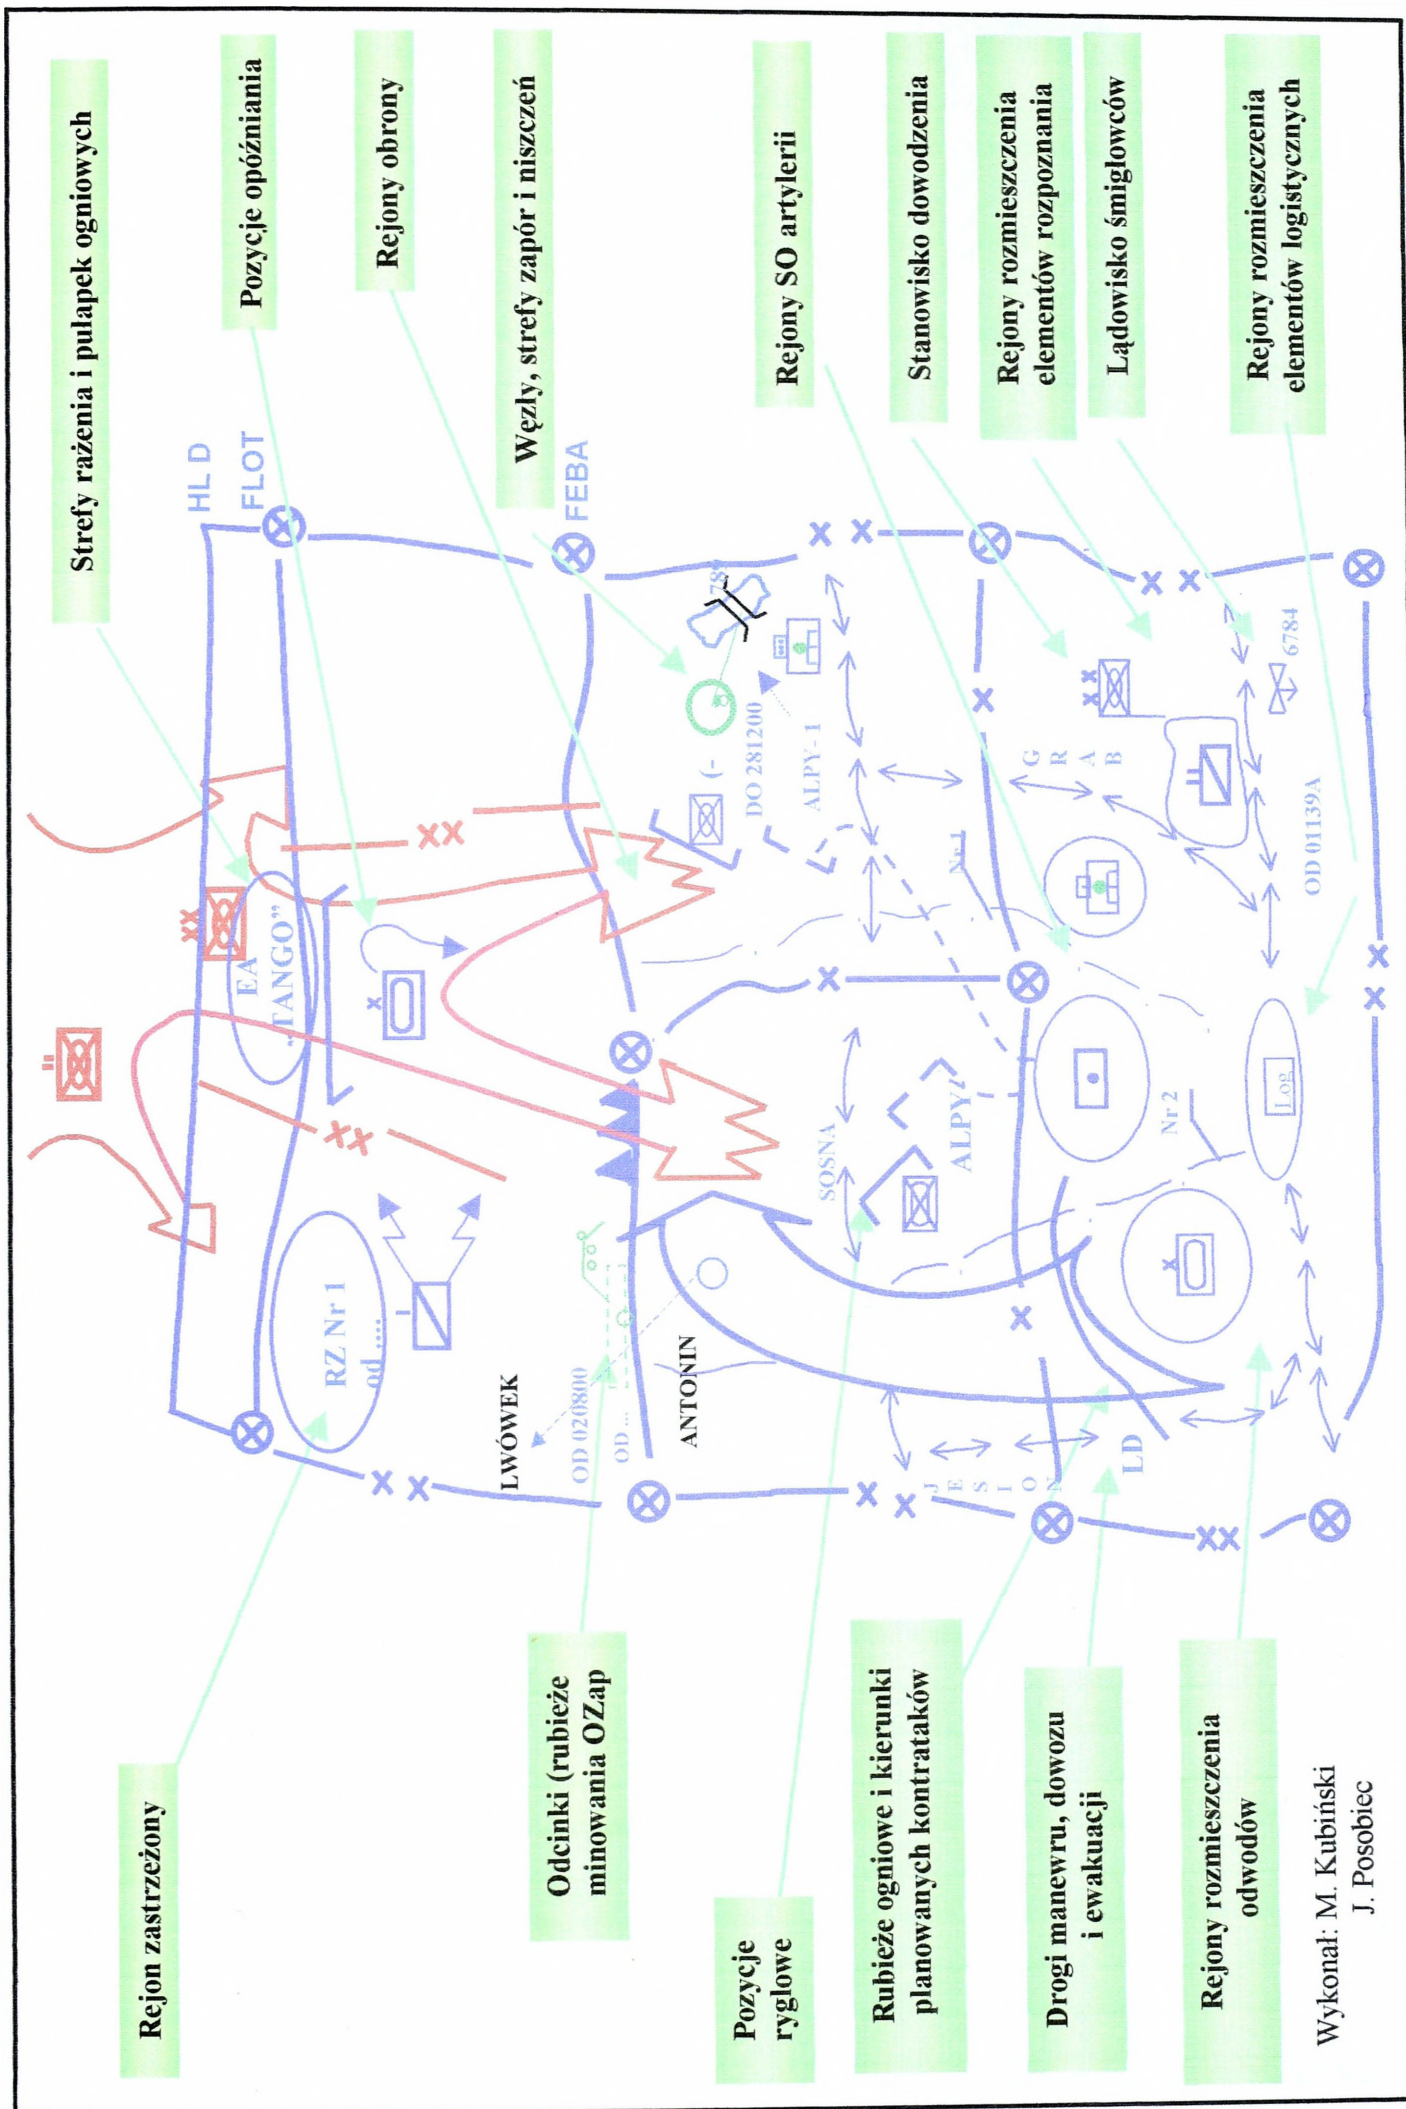 Rejon zastrzeżony
Odcinki (rubieże
minowania OZap
Pozycje
ryglowe
Rubieże ogniowe i kierunki
planowanych kontrataków
Drogi manewru, dowozu
i ewakuacji
Rejony rozmieszczenia
odwodów
Wykonał: M. Kubiński
J. Posobiec
HLD
FLOT
FEBA
EA
„TANGO”
RZ Nr 1
od ....
LWÓWEK
OD 020800
OD ...
ANTONIN
(-
DO 281200
ALPY- 1
SOSNA
ALPY
JESION
LD
GRAB
Nr 1
Nr 2
Log
6784
OD 01139A
Strefy rażenia i pułapek ogniowych
Pozycje opóźniania
Rejony obrony
Węzły, strefy zapór i niszczeń
Rejony SO artylerii
Stanowisko dowodzenia
Rejony rozmieszczenia
elementów rozpoznania
Lądowisko śmigłowców
Rejony rozmieszczenia
elementów logistycznych